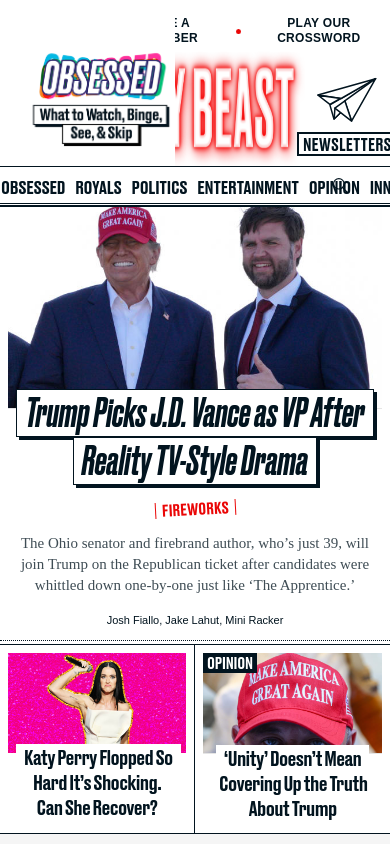 E A
BER
PLAY OUR
CROSSWORD
OBSESSED
What to Watch, Binge,
See, & Skip
Y BEAST
NEWSLETTERS
OBSESSED ROYALS POLITICS ENTERTAINMENT OPINION INN
MAKE AMERICA
GREAT AGAIN
Trump Picks J.D. Vance as VP After
Reality TV-Style Drama
FIREWORKS
The Ohio senator and firebrand author, who’s just 39, will
join Trump on the Republican ticket after candidates were
whittled down one-by-one just like ‘The Apprentice.’
Josh Fiallo, Jake Lahut, Mini Racker
OPINION
MAKE AMERICA
GREAT AGAIN
Katy Perry Flopped So
Hard It’s Shocking.
Can She Recover?
‘Unity’ Doesn’t Mean
Covering Up the Truth
About Trump